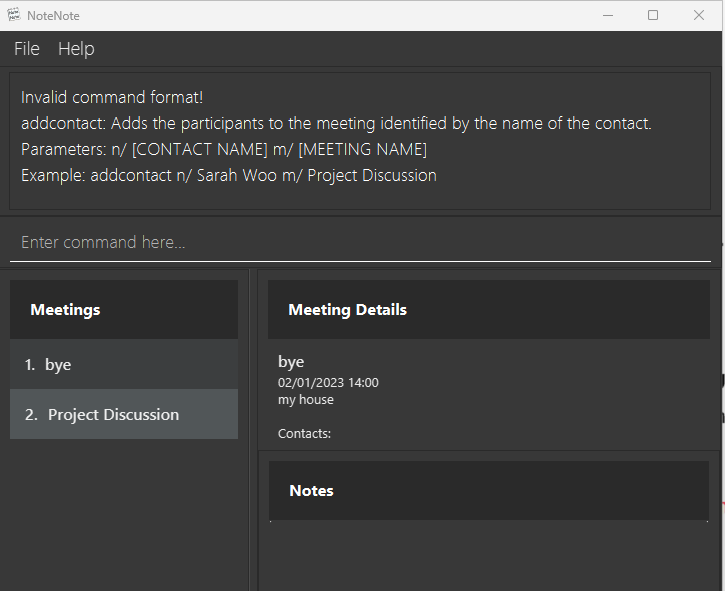 NoteNote
File Help
Invalid command format!
addcontact: Adds the participants to the meeting identified by the name of the contact.
Parameters: n/ [CONTACT NAME] m/ [MEETING NAME]
Example: addcontact n/ Sarah Woo m/ Project Discussion
Enter command here...
Meetings
1. bye
2. Project Discussion
Meeting Details
bye
02/01/2023 14:00
my house
Contacts:
Notes